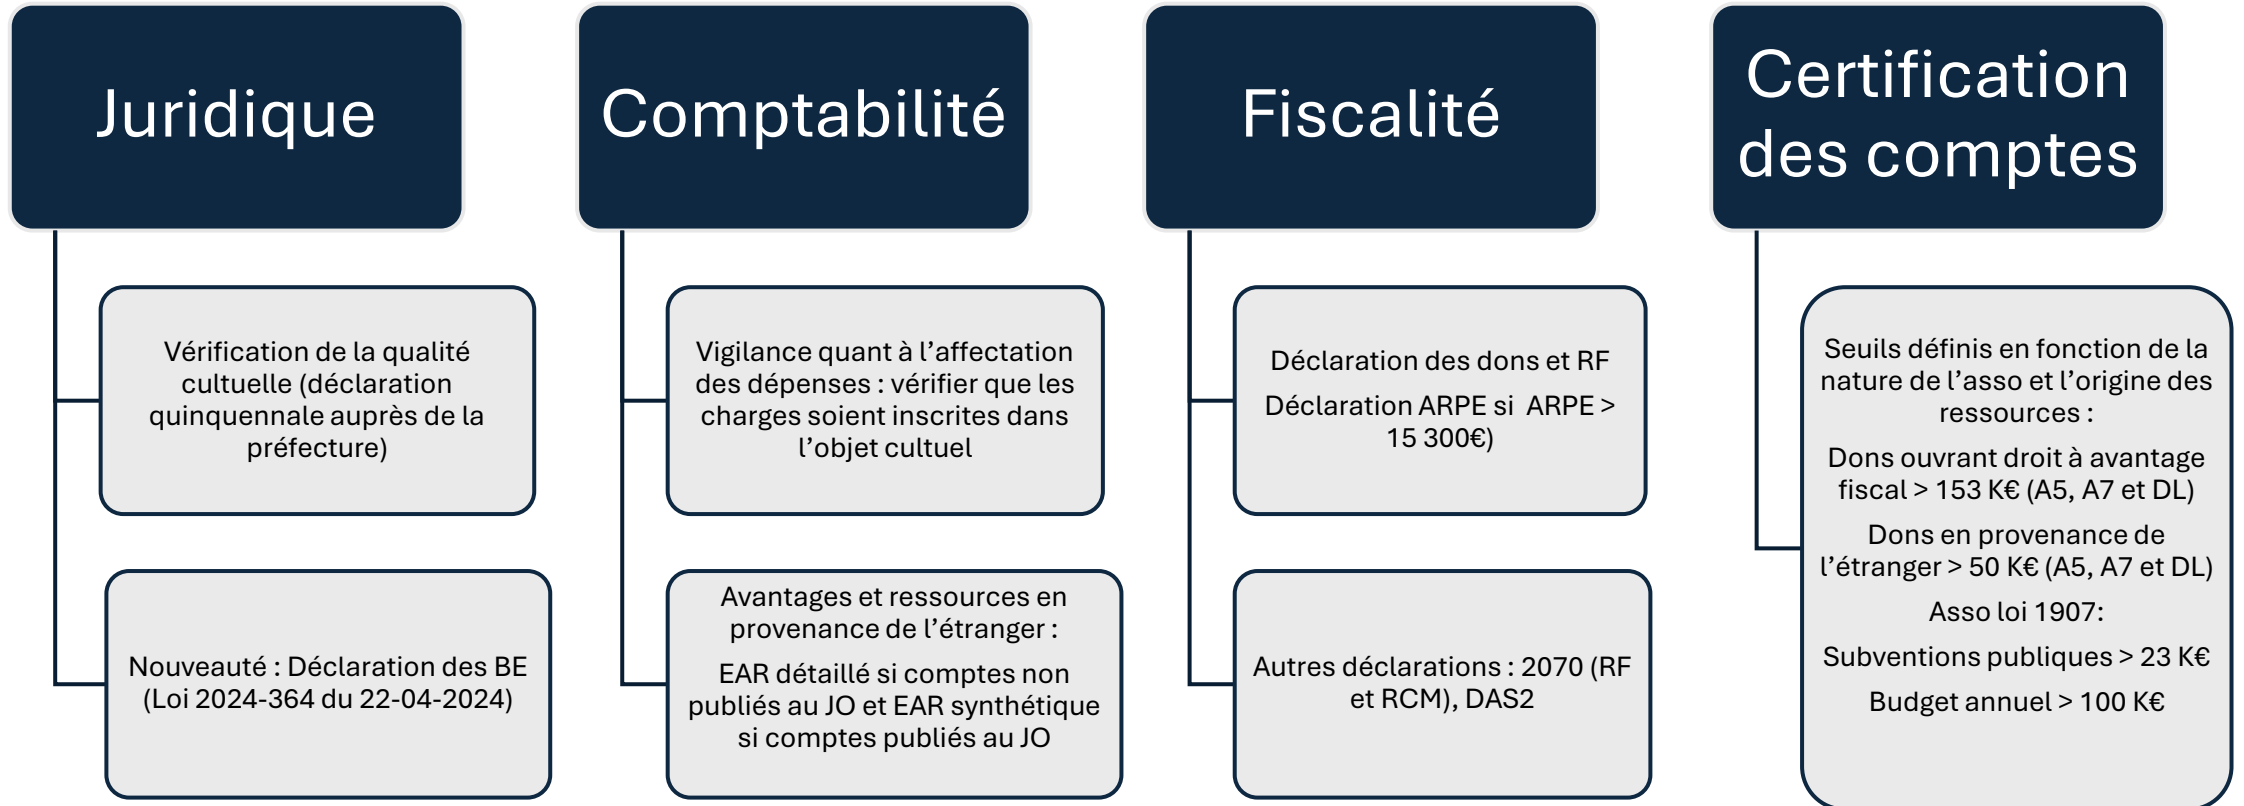 Juridique
Vérification de la qualité
cultuelle (déclaration
quinquennale auprès de la
préfecture)
Nouveauté : Déclaration des BE
(Loi 2024-364 du 22-04-2024)
Comptabilité
Vigilance quant à l’affectation
des dépenses : vérifier que les
charges soient inscrites dans
l’objet cultuel
Avantages et ressources en
provenance de l’étranger :
EAR détaillé si comptes non
publiés au JO et EAR synthétique
si comptes publiés au JO
Fiscalité
Déclaration des dons et RF
Déclaration ARPE si  ARPE >
15 300€)
Autres déclarations : 2070 (RF
et RCM), DAS2
Certification
des comptes
Seuils définis en fonction de la
nature de l’asso et l’origine des
ressources :
Dons ouvrant droit à avantage
fiscal > 153 K€ (A5, A7 et DL)
Dons en provenance de
l’étranger > 50 K€ (A5, A7 et DL)
Asso loi 1907:
Subventions publiques > 23 K€
Budget annuel > 100 K€